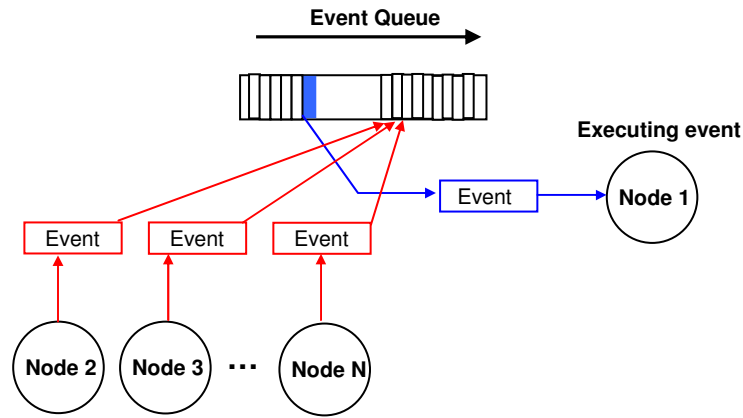 Event Queue
Executing event
Event
Node 1
Event
Event
Event
Node 2
Node 3
...
Node N